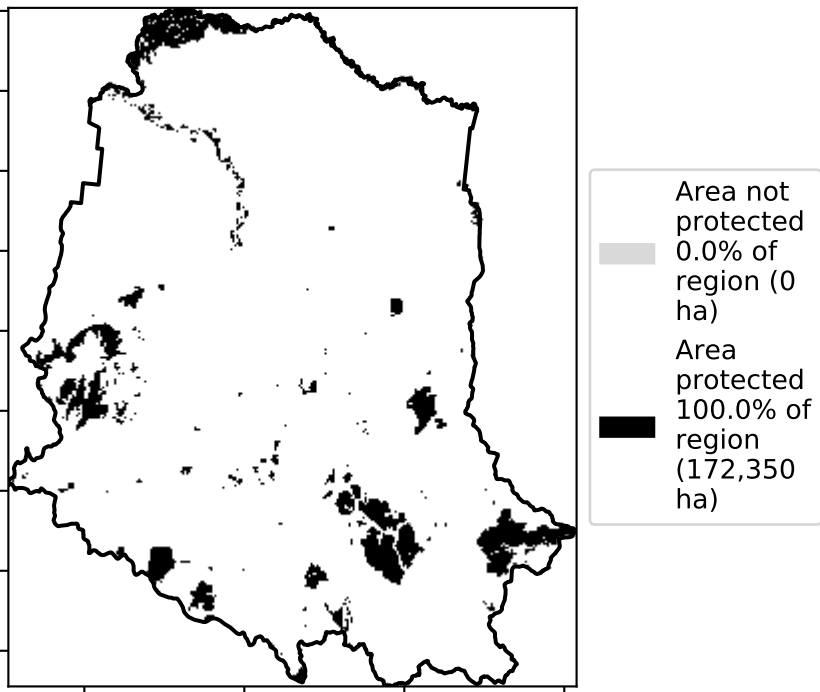 Area not
protected
0.0% of
region (0
ha)
Area
protected
100.0% of
region
(172,350
ha)